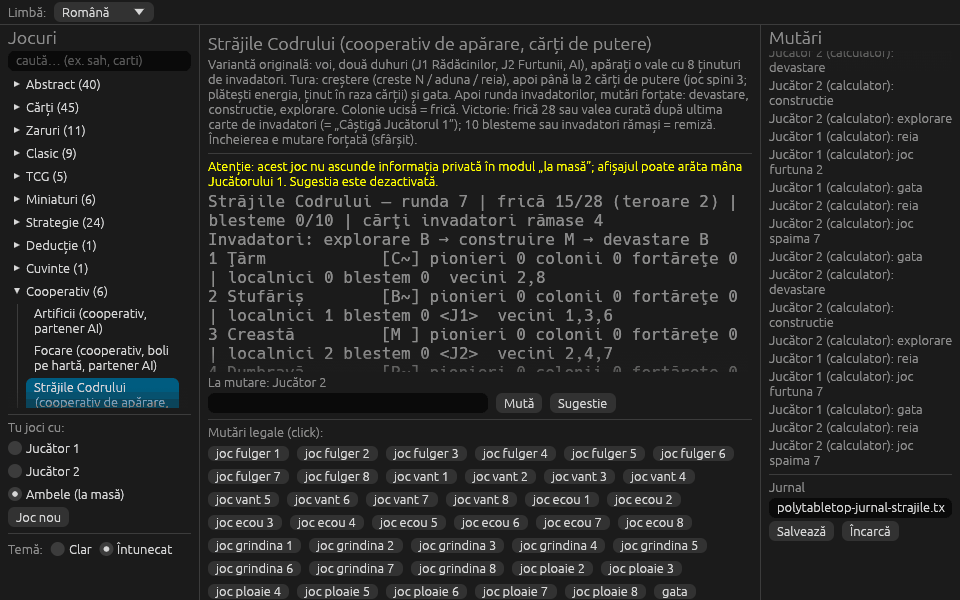 Limbă: Română
Jocuri
caută... (ex. sah, carti)
Abstract (40)
Cărți (45)
Zaruri (11)
Clasic (9)
TCG (5)
Miniaturi (6)
Strategie (24)
Deducție (1)
Cuvinte (1)
Cooperativ (6)
Artificii (cooperativ,
partener AI)
Focare (cooperativ, boli
pe hartă, partener AI)
Străjile Codrului
(cooperativ de apărare,
Tu joci cu:
Jucător 1
Jucător 2
Ambele (la masă)
Joc nou
Temă: Clar Întunecat
Străjile Codrului (cooperativ de apărare, cărți de putere)
Variantă originală: voi, două duhuri (J1 Rădăcinilor, J2 Furtunii, AI), apărați o vale cu 8 ținuturi
de invadatori. Tura: creștere (creste N / aduna / reia), apoi până la 2 cărți de putere (joc spini 3;
plătești energia, ținut în raza cărții) și gata. Apoi runda invadatorilor, mutări forțate: devastare,
constructie, explorare. Colonie ucisă = frică. Victorie: frică 28 sau valea curată după ultima
carte de invadatori (= „Câștigă Jucătorul 1”); 10 blesteme sau invadatori rămași = remiză.
Încheierea e mutare forțată (sfârșit).
Atenție: acest joc nu ascunde informația privată în modul „la masă”; afișajul poate arăta mâna
Jucătorului 1. Sugestia este dezactivată.
Străjile Codrului — runda 7 | frică 15/28 (teroare 2) |
blesteme 0/10 | cărţi invadatori rămase 4
Invadatori: explorare B → construire M → devastare B
1 Ţărm [C~] pionieri 0 colonii 0 fortăreţe 0
| localnici 0 blestem 0 vecini 2,8
2 Stufăriș [B~] pionieri 0 colonii 0 fortăreţe 0
| localnici 1 blestem 0 <J1> vecini 1,3,6
3 Creastă [M ] pionieri 0 colonii 0 fortăreţe 0
| localnici 2 blestem 0 <J2> vecini 2,4,7
4 Dumbravă [B~] pionieri 0 colonii 0 fortăreţe 0
La mutare: Jucător 2
Mută Sugestie
Mutări legale (click):
joc fulger 1 joc fulger 2 joc fulger 3 joc fulger 4 joc fulger 5 joc fulger 6
joc fulger 7 joc fulger 8 joc vant 1 joc vant 2 joc vant 3 joc vant 4
joc vant 5 joc vant 6 joc vant 7 joc vant 8 joc ecou 1 joc ecou 2
joc ecou 3 joc ecou 4 joc ecou 5 joc ecou 6 joc ecou 7 joc ecou 8
joc grindina 1 joc grindina 2 joc grindina 3 joc grindina 4 joc grindina 5
joc grindina 6 joc grindina 7 joc grindina 8 joc ploaie 2 joc ploaie 3
joc ploaie 4 joc ploaie 5 joc ploaie 6 joc ploaie 7 joc ploaie 8 gata
Mutări
Jucător 2 (calculator):
devastare
Jucător 2 (calculator):
constructie
Jucător 2 (calculator): explorare
Jucător 1 (calculator): reia
Jucător 1 (calculator): joc
furtuna 2
Jucător 1 (calculator): gata
Jucător 2 (calculator): reia
Jucător 2 (calculator): joc
spaima 7
Jucător 2 (calculator): gata
Jucător 2 (calculator):
devastare
Jucător 2 (calculator):
constructie
Jucător 2 (calculator): explorare
Jucător 1 (calculator): reia
Jucător 1 (calculator): joc
furtuna 7
Jucător 1 (calculator): gata
Jucător 2 (calculator): reia
Jucător 2 (calculator): joc
spaima 7
Jurnal
polytabletop-jurnal-strajile.tx
Salvează Încarcă